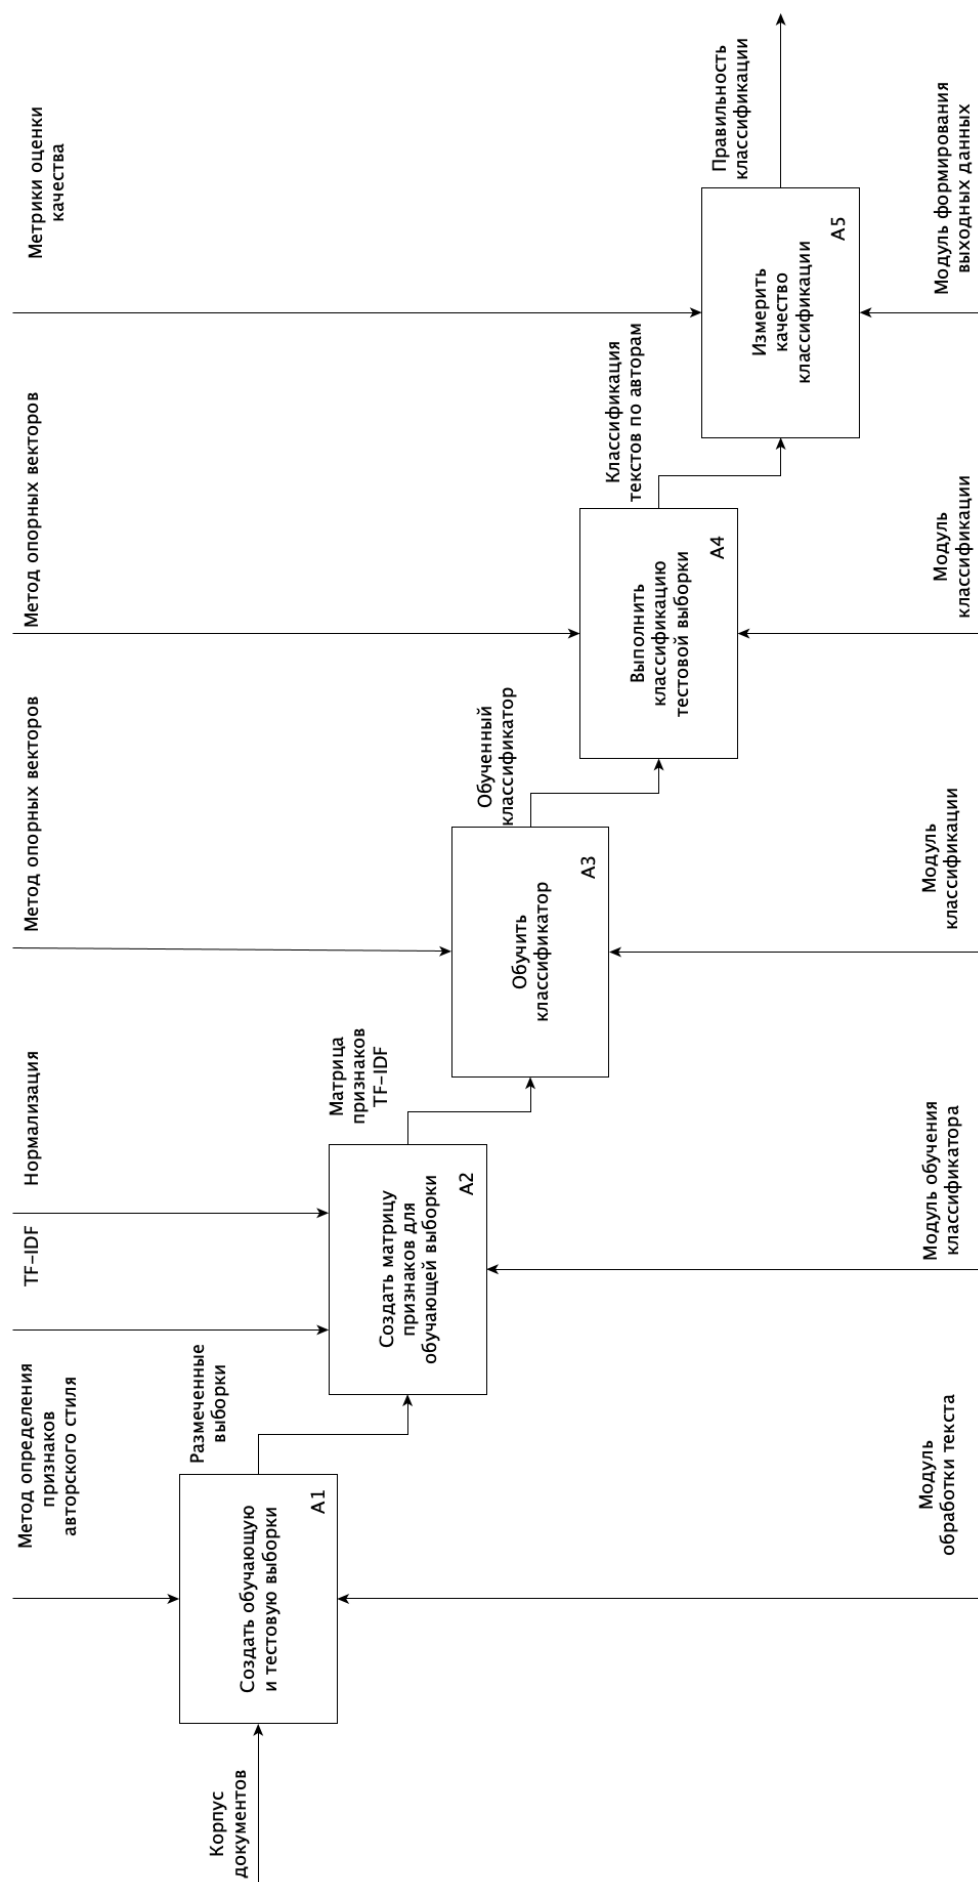 Метод определения
признаков
авторского стиля
TF-IDF
Нормализация
Метод опорных векторов
Метод опорных векторов
Метрики оценки
качества
Корпус
документов
Создать обучающую
и тестовую выборки
A1
Размеченные
выборки
Создать матрицу
признаков для
обучающей выборки
A2
Матрица
признаков
TF-IDF
Обучить
классификатор
A3
Обученный
классификатор
Выполнить
классификацию
тестовой выборки
A4
Классификация
текстов по авторам
Измерить
качество
классификации
A5
Правильность
классификации
Модуль
обработки текста
Модуль обучения
классификатора
Модуль
классификации
Модуль
классификации
Модуль формирования
выходных данных